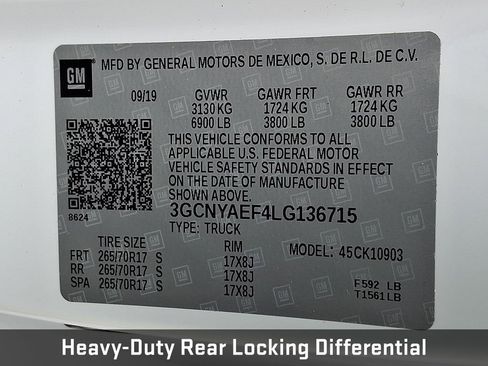 GM MFD BY GENERAL MOTORS DE MEXICO, S. DE R.L. DE C.V.
09/19 GVWR GAWR FRT GAWR RR
3130 KG 1724 KG 1724 KG
6900 LB 3800 LB 3800 LB
THIS VEHICLE CONFORMS TO ALL
APPLICABLE U.S. FEDERAL MOTOR
VEHICLE SAFETY STANDARDS IN EFFECT
ON THE DATE OF MANUFACTURE
SHOWN ABOVE.
8624 3GCNYAEF4LG136715
TYPE: TRUCK
TIRE SIZE RIM MODEL: 45CK10903
FRT 265/70R17 S 17X8J
RR 265/70R17 S 17X8J F592 LB
SPA 265/70R17 S 17X8J T1561LB
Heavy-Duty Rear Locking Differential